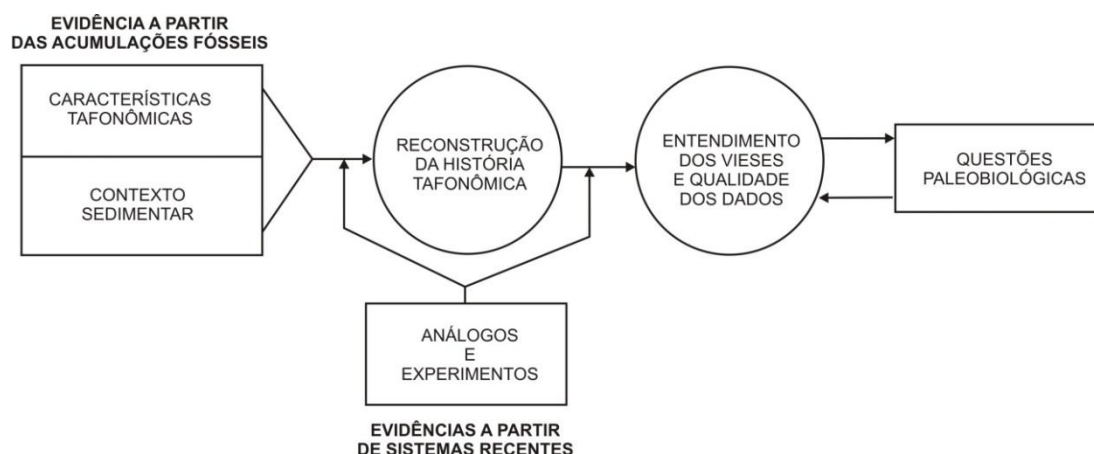 EVIDÊNCIA A PARTIR
DAS ACUMULAÇÕES FÓSSEIS
CARACTERÍSTICAS
TAFONÔMICAS
CONTEXTO
SEDIMENTAR
RECONSTRUÇÃO
DA HISTÓRIA
TAFONÔMICA
ENTENDIMENTO
DOS VIESES
E QUALIDADE
DOS DADOS
QUESTÕES
PALEOBIOLÓGICAS
ANÁLOGOS
E
EXPERIMENTOS
EVIDÊNCIAS A PARTIR
DE SISTEMAS RECENTES